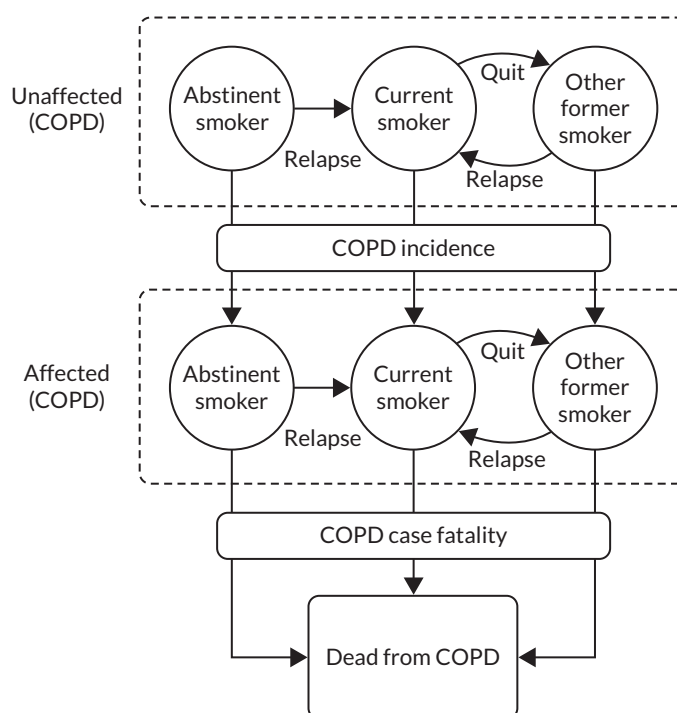 Unaffected
(COPD)
Abstinent
smoker
Relapse
Current
smoker
Quit
Relapse
Other
former
smoker
COPD incidence
Affected
(COPD)
Abstinent
smoker
Relapse
Current
smoker
Quit
Relapse
Other
former
smoker
COPD case fatality
Dead from COPD